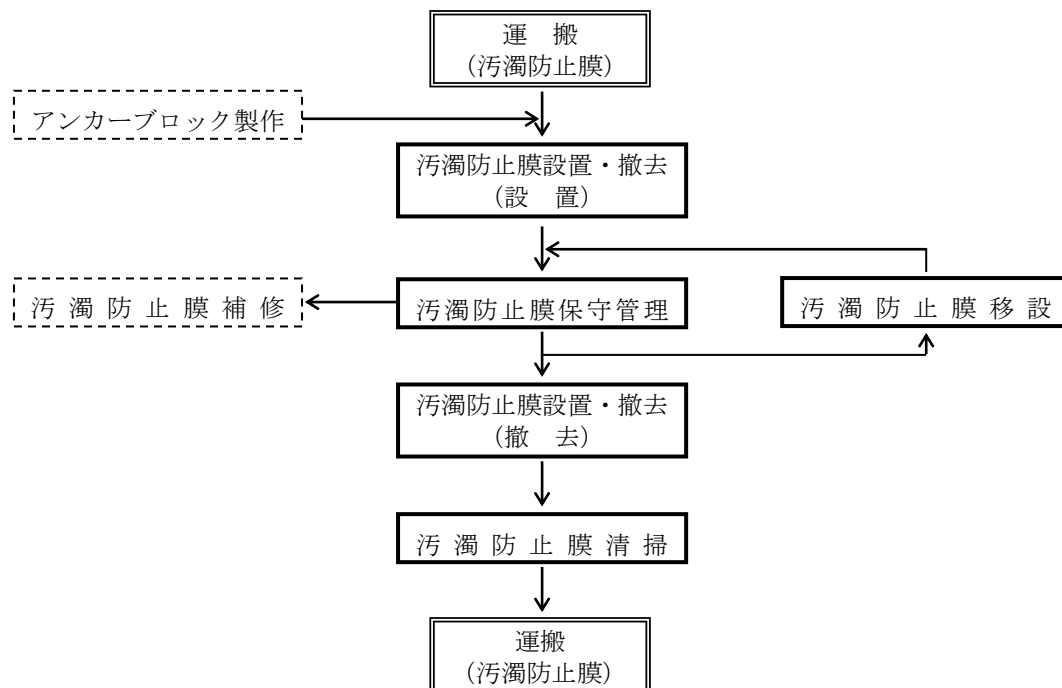 運　搬
（汚濁防止膜）
アンカーブロック製作
汚濁防止膜設置・撤去
（設　置）
汚濁防止膜補修
汚濁防止膜保守管理
汚濁防止膜移設
汚濁防止膜設置・撤去
（撤　去）
汚濁防止膜清掃
運搬
（汚濁防止膜）